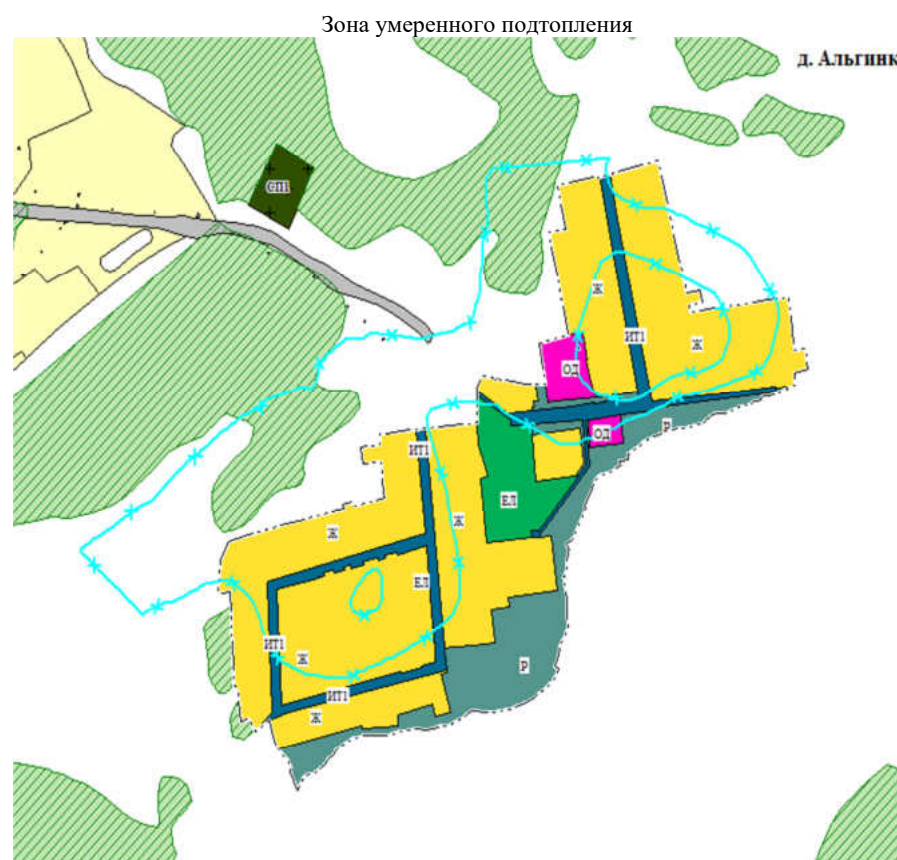 Зона умеренного подтопления
д. Альгинк
СП1
Ж
ИТ1
Ж
ОД
ОД
Р
ИТ1
Ж
ЕЛ
Ж
ЕЛ
ИТ1
Ж
Р
ИТ1
Ж